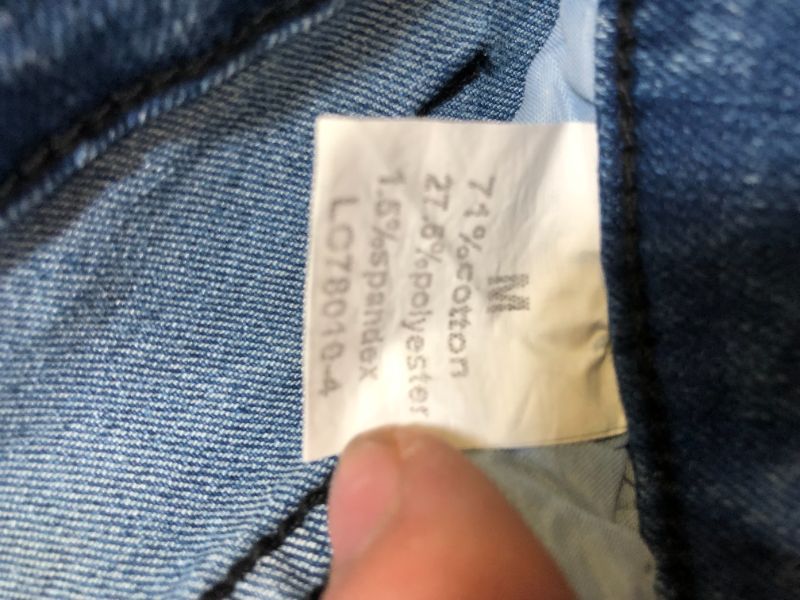 M
71%cotton
27.5%polyester
1.5%spandex
LC78010-4